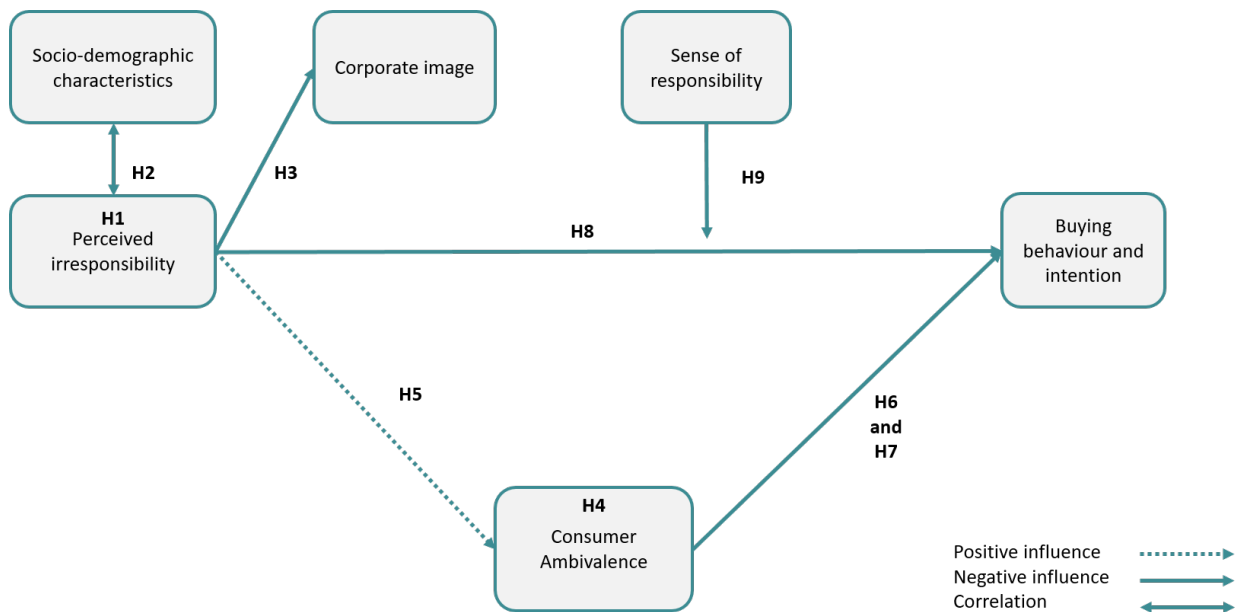 Socio-demographic
characteristics
Corporate image
Sense of
responsibility
H2
H3
H9
H1
Perceived
irresponsibility
H8
Buying
behaviour and
intention
H5
H6
and
H7
H4
Consumer
Ambivalence
Positive influence
Negative influence
Correlation